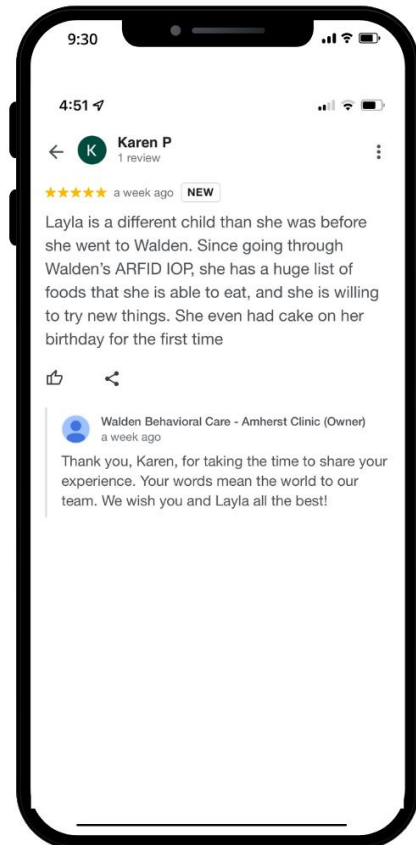 9:30
4:51
K
Karen P
1 review
a week ago NEW
Layla is a different child than she was before
she went to Walden. Since going through
Walden’s ARFID IOP, she has a huge list of
foods that she is able to eat, and she is willing
to try new things. She even had cake on her
birthday for the first time
Walden Behavioral Care - Amherst Clinic (Owner)
a week ago
Thank you, Karen, for taking the time to share your
experience. Your words mean the world to our
team. We wish you and Layla all the best!